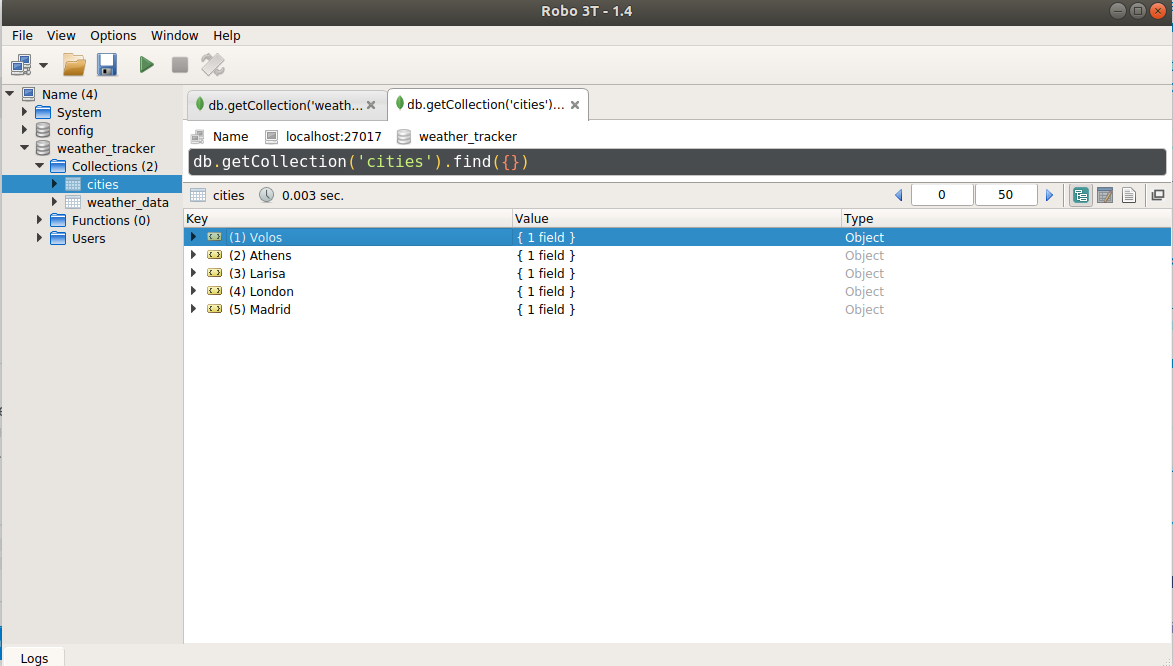 Robo 3T - 1.4
File View Options Window Help
Name (4)
System
config
weather_tracker
Collections (2)
cities
weather_data
Functions (0)
Users
db.getCollection('weath... db.getCollection('cities')...
Name localhost:27017 weather_tracker
db.getCollection('cities').find({})
cities 0.003 sec. 0 50
Key Value Type
(1) Volos { 1 field } Object
(2) Athens { 1 field } Object
(3) Larisa { 1 field } Object
(4) London { 1 field } Object
(5) Madrid { 1 field } Object
Logs